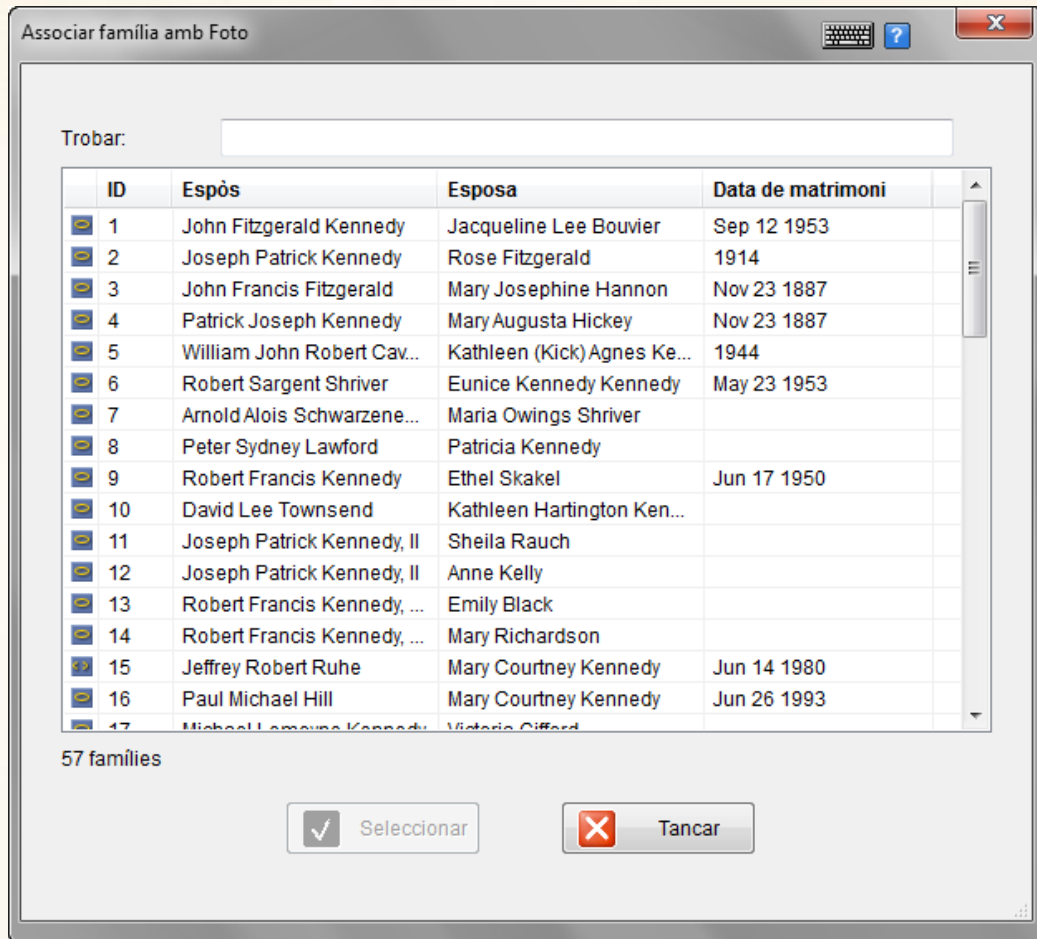 Associar família amb Foto
?
Trobar:
ID Espòs Esposa Data de matrimoni
1 John Fitzgerald Kennedy Jacqueline Lee Bouvier Sep 12 1953
2 Joseph Patrick Kennedy Rose Fitzgerald 1914
3 John Francis Fitzgerald Mary Josephine Hannon Nov 23 1887
4 Patrick Joseph Kennedy Mary Augusta Hickey Nov 23 1887
5 William John Robert Cav... Kathleen (Kick) Agnes Ke... 1944
6 Robert Sargent Shriver Eunice Kennedy Kennedy May 23 1953
7 Arnold Alois Schwarzene... Maria Owings Shriver
8 Peter Sydney Lawford Patricia Kennedy
9 Robert Francis Kennedy Ethel Skakel Jun 17 1950
10 David Lee Townsend Kathleen Hartington Ken...
11 Joseph Patrick Kennedy, II Sheila Rauch
12 Joseph Patrick Kennedy, II Anne Kelly
13 Robert Francis Kennedy, ... Emily Black
14 Robert Francis Kennedy, ... Mary Richardson
15 Jeffrey Robert Ruhe Mary Courtney Kennedy Jun 14 1980
16 Paul Michael Hill Mary Courtney Kennedy Jun 26 1993
17 Michael Lemoyne Kennedy Victoria Gifford
57 famílies
Seleccionar Tancar